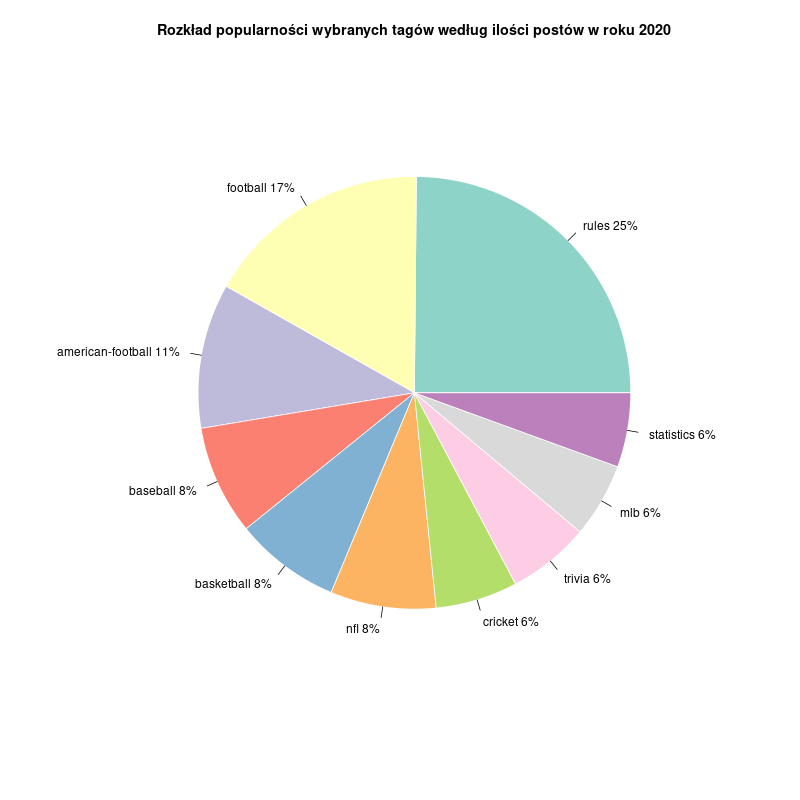 Rozkład popularności wybranych tagów według ilości postów w roku 2020
football 17%
rules 25%
american-football 11%
statistics 6%
baseball 8%
mlb 6%
basketball 8%
trivia 6%
nfl 8%
cricket 6%